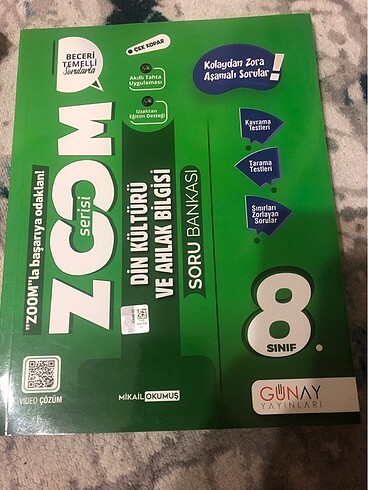 BECERİ
TEMELLİ
Sorularla
ÇEK KOPAR
Akıllı Tahta
Uygulaması
Uzaktan
Eğitim Desteği
Kolaydan Zora
Aşamalı Sorular!
Kavrama
Testleri
Tarama
Testleri
Sınırları
Zorlayan
Sorular
"ZOOM"la başarıya odaklan!
ZOOM
serisi
DİN KÜLTÜRÜ
VE AHLAK BİLGİSİ
SORU BANKASI
8.
SINIF
VİDEO ÇÖZÜM
MİKAİL OKUMUŞ
GÜNAY
YAYINLARI